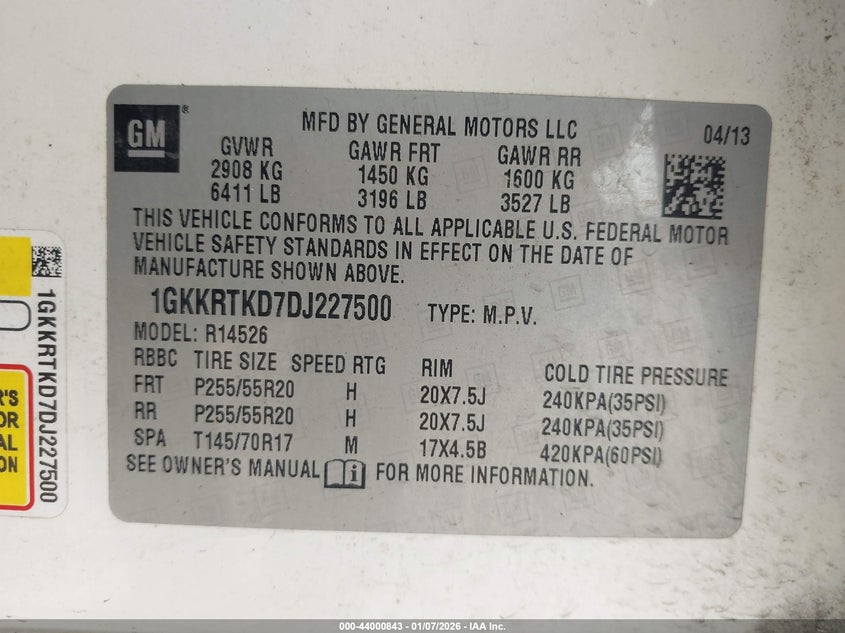 GM ®
MFD BY GENERAL MOTORS LLC 04/13
GVWR GAWR FRT GAWR RR
2908 KG 1450 KG 1600 KG
6411 LB 3196 LB 3527 LB
THIS VEHICLE CONFORMS TO ALL APPLICABLE U.S. FEDERAL MOTOR
VEHICLE SAFETY STANDARDS IN EFFECT ON THE DATE OF
MANUFACTURE SHOWN ABOVE.
1GKKRTKD7DJ227500 TYPE: M.P.V.
MODEL: R14526
RBBC TIRE SIZE SPEED RTG RIM COLD TIRE PRESSURE
FRT P255/55R20 H 20X7.5J 240KPA(35PSI)
RR P255/55R20 H 20X7.5J 240KPA(35PSI)
SPA T145/70R17 M 17X4.5B 420KPA(60PSI)
SEE OWNER'S MANUAL i FOR MORE INFORMATION.
1GKKRTKD7DJ227500
000-44000843 - 01/07/2026 - IAA Inc.